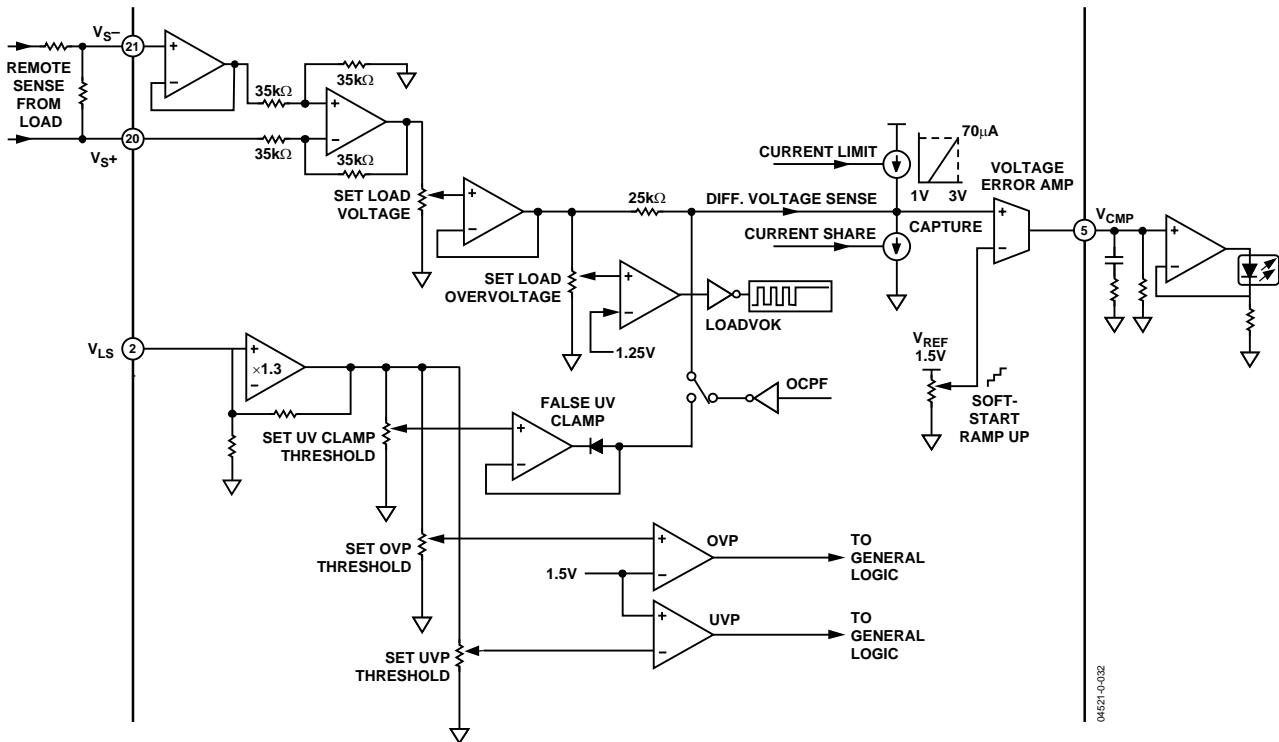 VS−
21
+
−
REMOTE
SENSE
FROM
LOAD
20
VS+
35kΩ
35kΩ
+
−
35kΩ
35kΩ
SET LOAD
VOLTAGE
+
−
25kΩ
DIFF. VOLTAGE SENSE
CURRENT LIMIT
70µA
1V 3V
CURRENT SHARE
CAPTURE
VOLTAGE
ERROR AMP
+
−
5
VCMP
+
−
SET LOAD
OVERVOLTAGE
+
−
1.25V
LOADVOK
VREF
1.5V
SOFT-
START
RAMP UP
VLS
2
+
×1.3
−
OCPF
FALSE UV
CLAMP
+
−
SET UV CLAMP
THRESHOLD
SET OVP
THRESHOLD
1.5V
+
−
OVP
TO
GENERAL
LOGIC
+
−
UVP
TO
GENERAL
LOGIC
SET UVP
THRESHOLD
04521-0-032